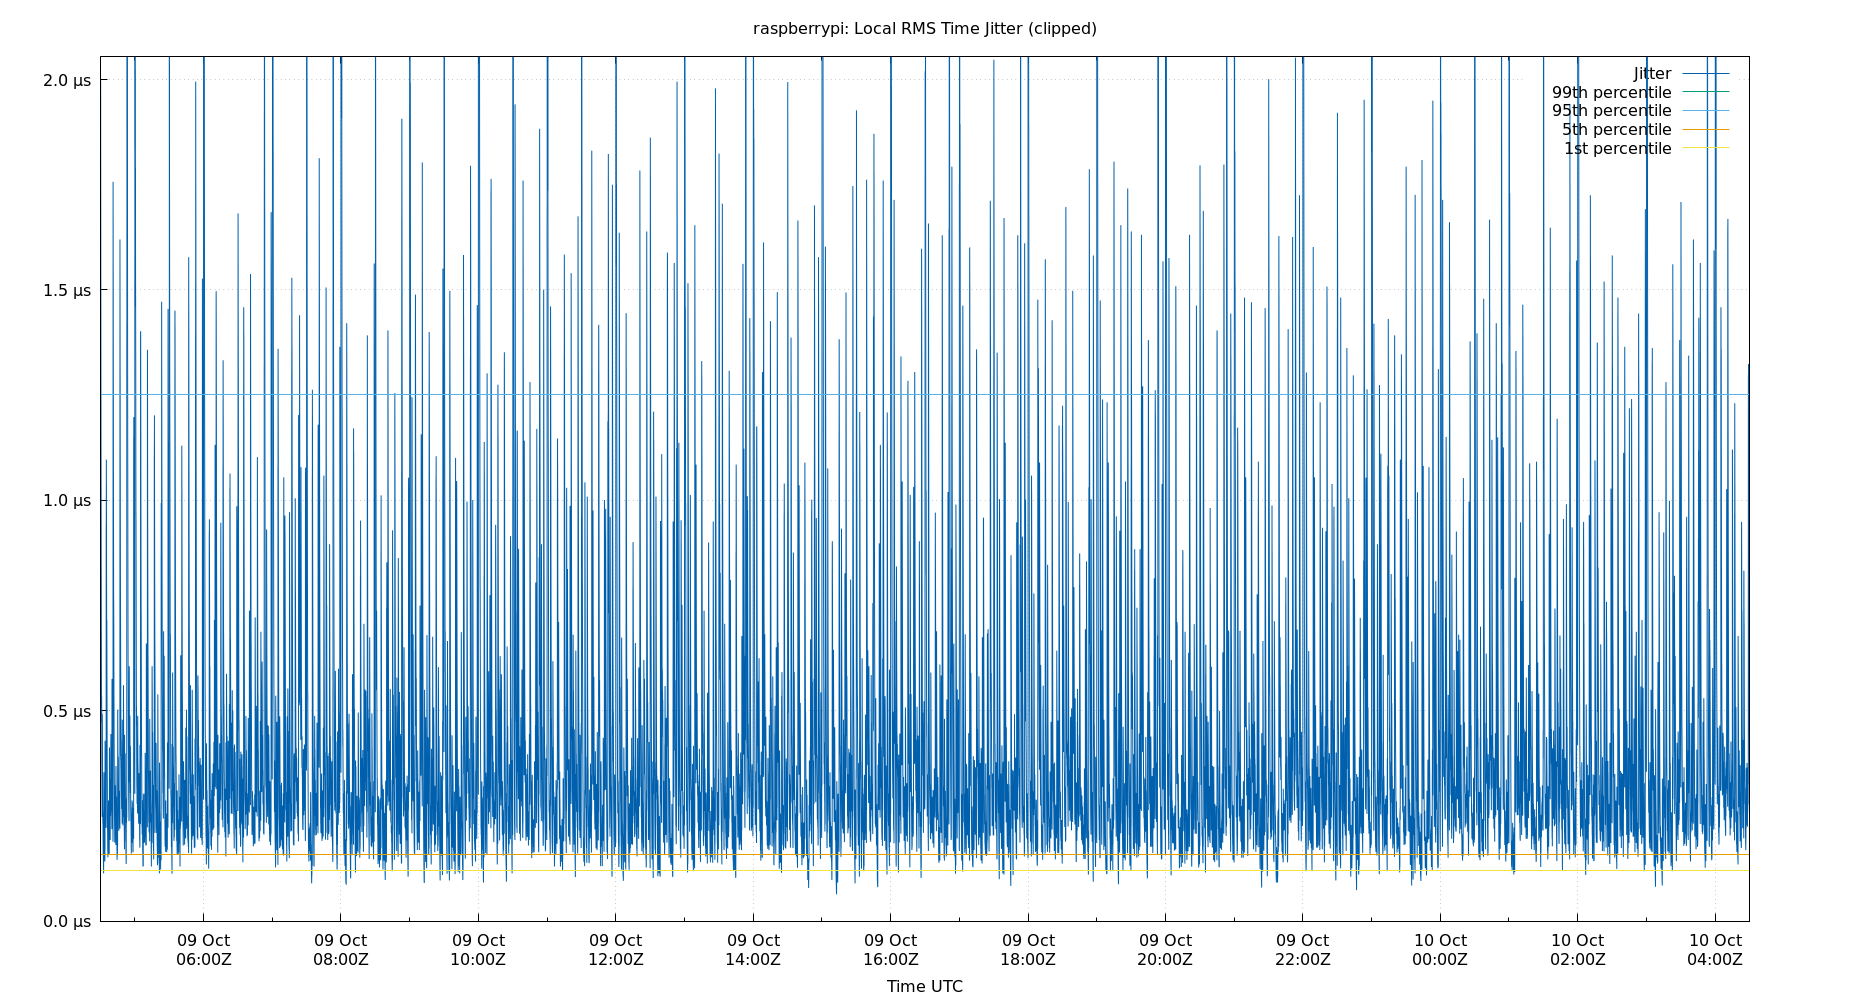 raspberrypi: Local RMS Time Jitter (clipped)
2.0 µs
1.5 µs
1.0 µs
0.5 µs
0.0 µs
Jitter
99th percentile
95th percentile
5th percentile
1st percentile
09 Oct 09 Oct 09 Oct 09 Oct 09 Oct 09 Oct 09 Oct 09 Oct 09 Oct 10 Oct 10 Oct 10 Oct
06:00Z 08:00Z 10:00Z 12:00Z 14:00Z 16:00Z 18:00Z 20:00Z 22:00Z 00:00Z 02:00Z 04:00Z
Time UTC